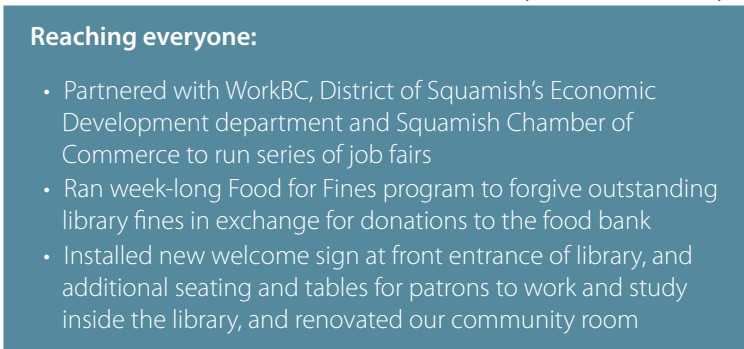 Reaching everyone:
• Partnered with WorkBC, District of Squamish’s Economic
Development department and Squamish Chamber of
Commerce to run series of job fairs
• Ran week-long Food for Fines program to forgive outstanding
library fines in exchange for donations to the food bank
• Installed new welcome sign at front entrance of library, and
additional seating and tables for patrons to work and study
inside the library, and renovated our community room